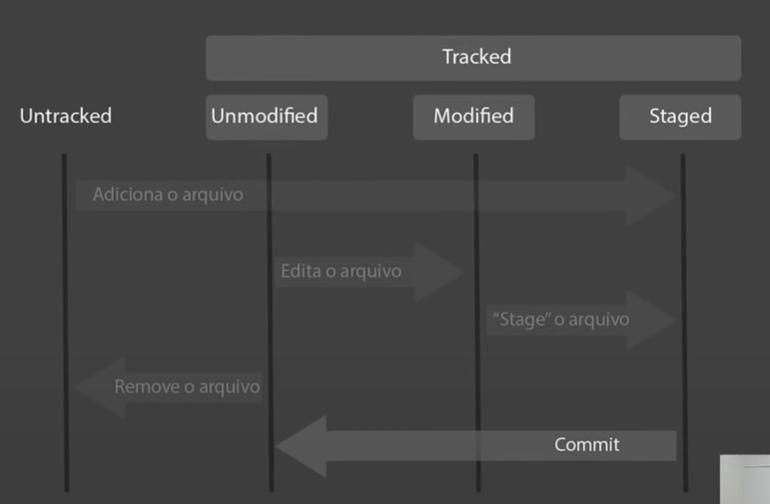 Tracked
Untracked
Unmodified
Modified
Staged
Adiciona o arquivo
Edita o arquivo
“Stage” o arquivo
Remove o arquivo
Commit